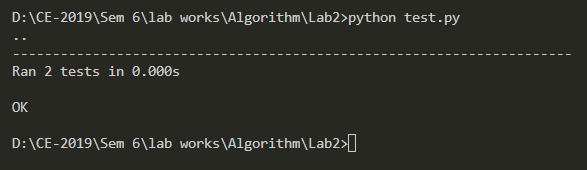 D:\CE-2019\Sem 6\lab works\Algorithm\Lab2>python test.py
..
----------------------------------------------------------------------
Ran 2 tests in 0.000s
OK
D:\CE-2019\Sem 6\lab works\Algorithm\Lab2>